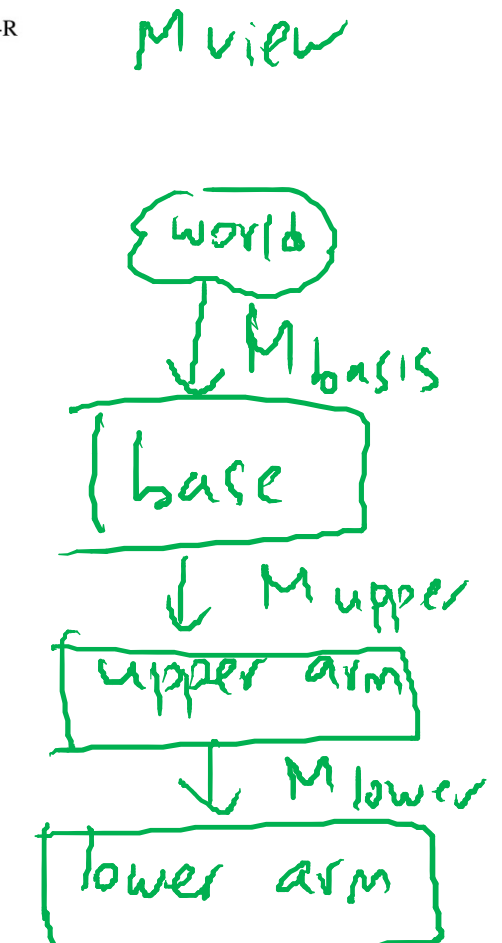 -R
M view
world
M basis
base
M upper
upper arm
M lower
lower arm